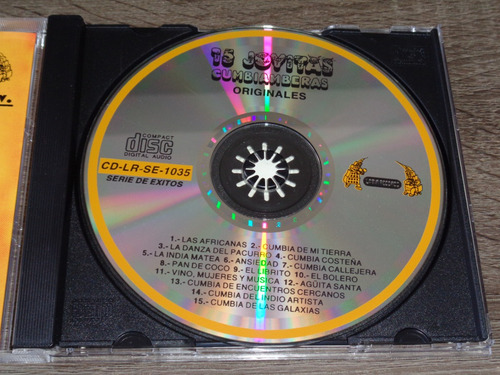 15 JOYITAS
CUMBIAMBERAS
ORIGINALES
COMPACT
disc
DIGITAL AUDIO
CD-LR-SE-1035
SERIE DE EXITOS
1.- LAS AFRICANAS 2.- CUMBIA DE MI TIERRA
3.- LA DANZA DEL PACURRO 4.- CUMBIA COSTEÑA
5.- LA INDIA MATEA 6.- ANSIEDAD 7.- CUMBIA CALLEJERA
8.- PAN DE COCO 9.- EL LIBRITO 10.- EL BOLERO
11.- VINO, MUJERES Y MUSICA 12.- AGÜITA SANTA
13.- CUMBIA DE ENCUENTROS CERCANOS
14.- CUMBIA DEL INDIO ARTISTA
15.- CUMBIA DE LAS GALAXIAS